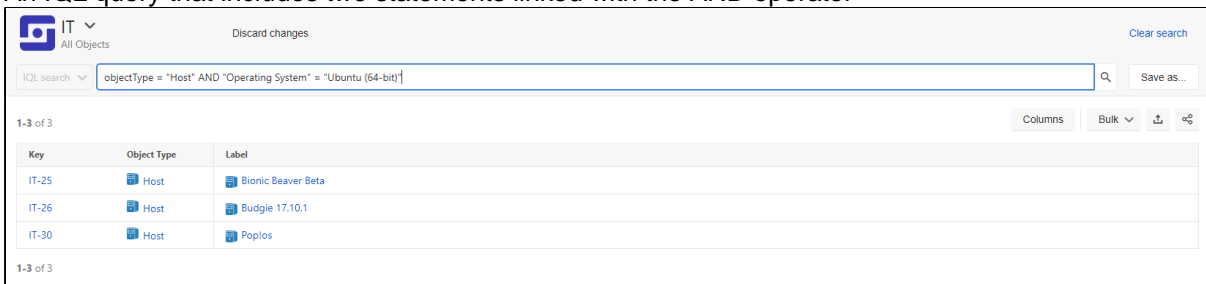 An IQL query that includes two statements linked with the AND operator
IT
All Objects
Discard changes
Clear search
IQL search
objectType = "Host" AND "Operating System" = "Ubuntu (64-bit)"
Save as...
1-3 of 3
Columns
Bulk
Key Object Type Label
IT-25 Host Bionic Beaver Beta
IT-26 Host Budgie 17.10.1
IT-30 Host Poplos
1-3 of 3